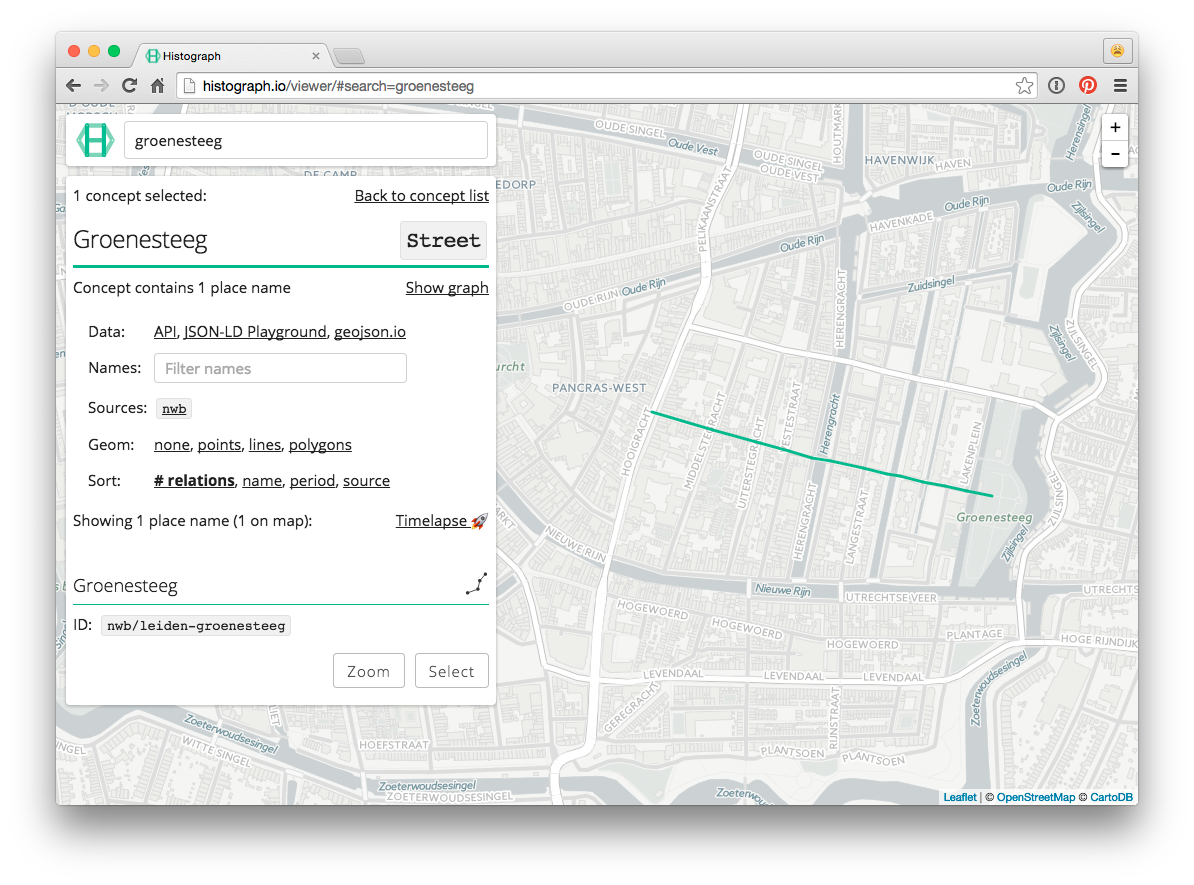 Histograph
histograph.io/viewer/#search=groenesteeg
groenesteeg
1 concept selected: Back to concept list
Groenesteeg Street
Concept contains 1 place name Show graph
Data: API, JSON-LD Playground, geojson.io
Names: Filter names
Sources: nwb
Geom: none, points, lines, polygons
Sort: # relations, name, period, source
Showing 1 place name (1 on map): Timelapse 🚀
Groenesteeg
ID: nwb/leiden-groenesteeg
Zoom Select
+
−
DE CAMP
OUDE SINGEL
Oude Vest
OUDE SINGEL
OUDE VEST
HOUTMARKT
HAVENWIJK
HAVEN
Herensingel
Oude Rijn
Oude Rijn
HAVENKADE
Zijlsingel
PELIKAANSTRAAT
Oude Rijn
OUDE RIJN
Oude Rijn
HERENGRACHT
Zuidsingel
ZIJLSINGEL
Zijlsingel
PANCRAS-WEST
HOOIGRACHT
MIDDELSTEGRACHT
UITERSTEGRACHT
Herengracht
LAKENPLEIN
Groenesteeg
HERENGRACHT
LANGESTRAAT
ZIJLSINGEL
Zijlsingel
NIEUWE RIJN
Nieuwe Rijn
UTRECHTSE VEER
UTRECHTS
HOGEWOERD
HOGEWOERD
HOGEWOERD
PLANTAGE
HOGE RIJNDIJK
LEVENDAAL
LEVENDAAL
LEVENDAAL
Zoeterwoudsesingel
GEREGRACHT
RIJNSTRAAT
PLANTSOEN
PLANTSOEN
Zoeterwoudsesingel
WITTE SINGEL
HOEFSTRAAT
Zoeterwoudsesingel
ZOETERWOUDSESINGEL
Leaflet | © OpenStreetMap © CartoDB